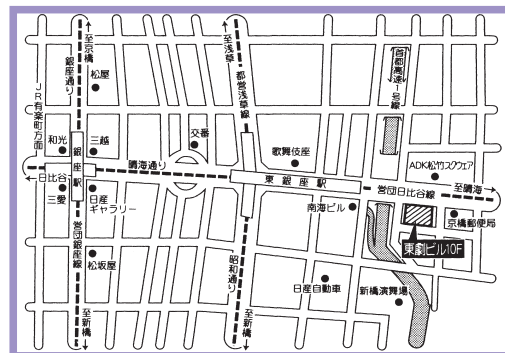 至京橋
銀座通り
松屋
至浅草
都営浅草線
首都高速1号線
JR有楽町方面
和光
三越
交番
歌舞伎座
ADK松竹スクウェア
銀座駅
晴海通り
東銀座駅
営団日比谷線
至晴海
日比谷
三愛
日産
ギャラリー
南海ビル
京橋郵便局
東劇ビル10F
営団銀座線
松坂屋
昭和通り
日産自動車
新橋演舞場
至新橋
至新橋